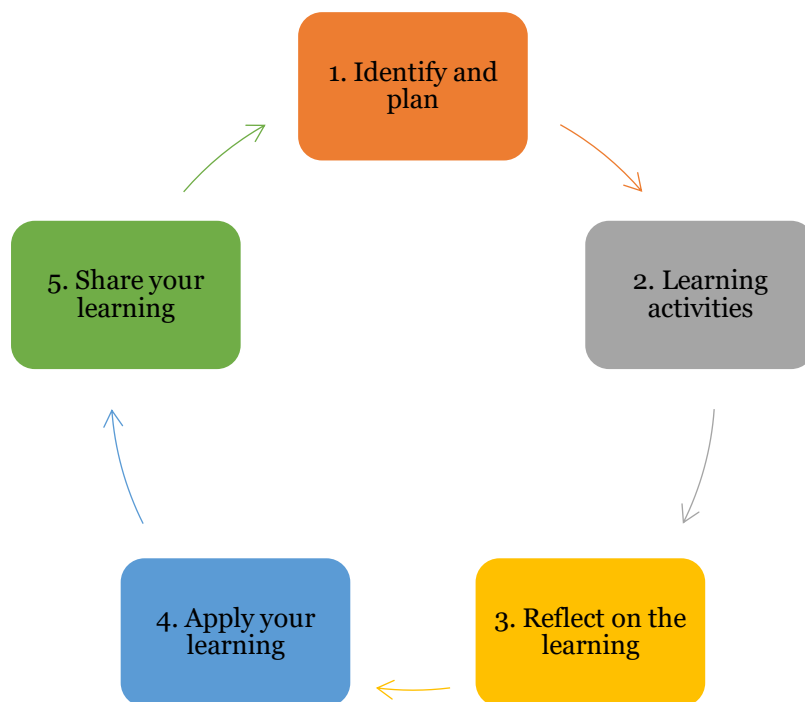 1. Identify and
plan
2. Learning
activities
3. Reflect on the
learning
4. Apply your
learning
5. Share your
learning